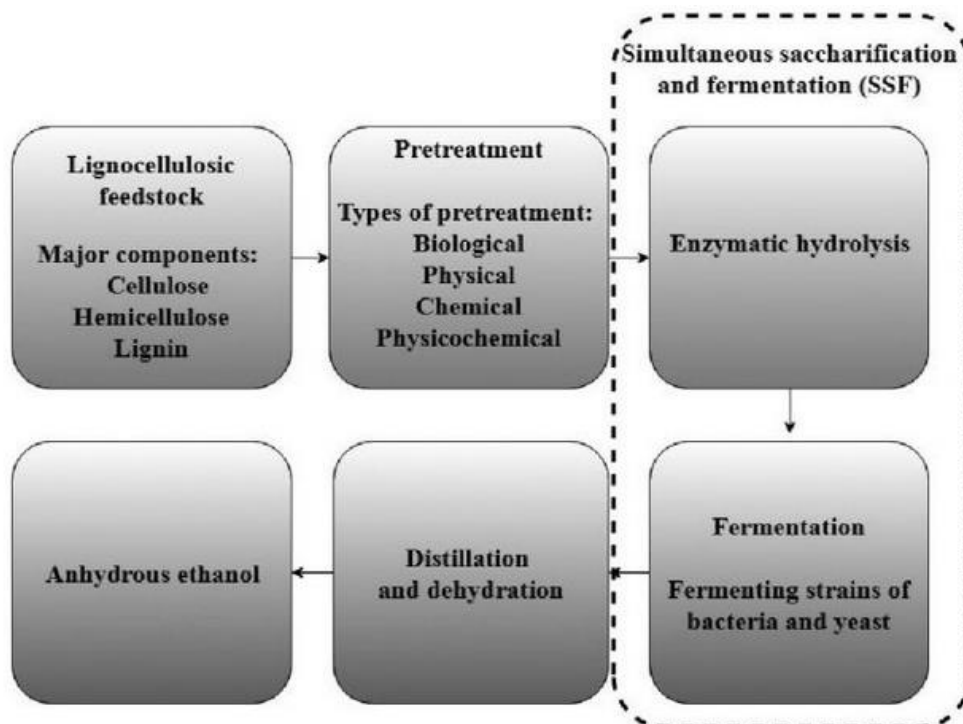 Simultaneous saccharification
and fermentation (SSF)
Lignocellulosic
feedstock
Major components:
Cellulose
Hemicellulose
Lignin
Pretreatment
Types of pretreatment:
Biological
Physical
Chemical
Physicochemical
Enzymatic hydrolysis
Fermentation
Fermenting strains of
bacteria and yeast
Distillation
and dehydration
Anhydrous ethanol